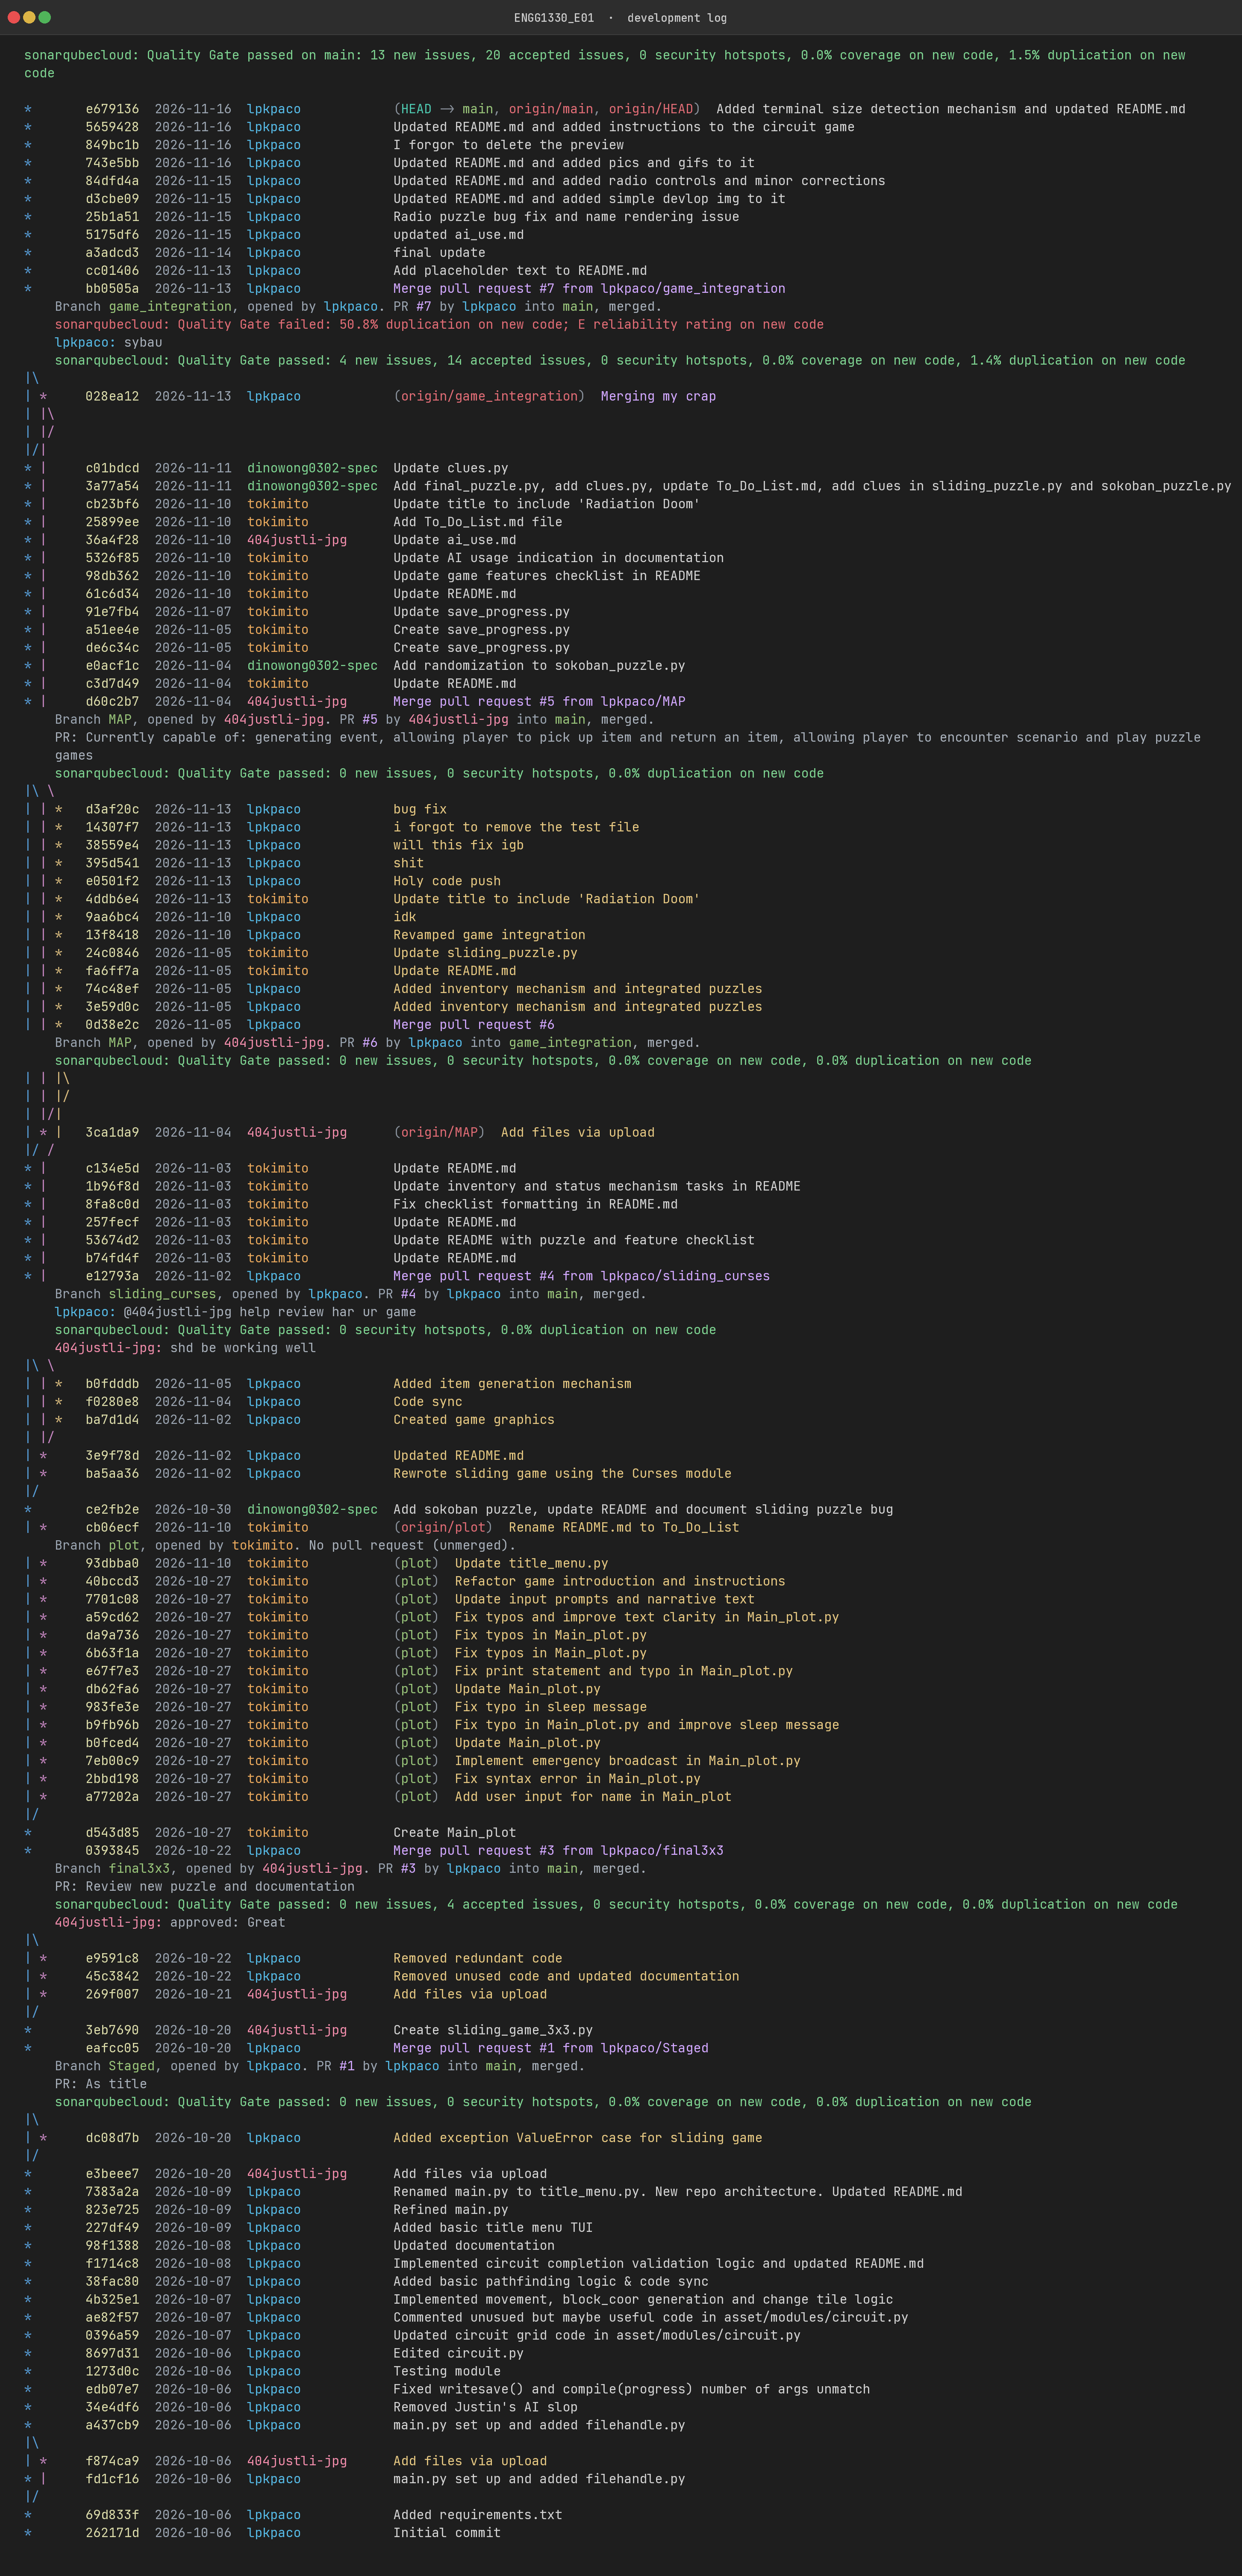 ENGG1330_E01 · development log
sonarqubecloud: Quality Gate passed on main: 13 new issues, 20 accepted issues, 0 security hotspots, 0.0% coverage on new code, 1.5% duplication on new
code
* e679136 2026-11-16 lpkpaco (HEAD -> main, origin/main, origin/HEAD) Added terminal size detection mechanism and updated README.md
* 5659428 2026-11-16 lpkpaco Updated README.md and added instructions to the circuit game
* 849bc1b 2026-11-16 lpkpaco I forgor to delete the preview
* 743e5bb 2026-11-16 lpkpaco Updated README.md and added pics and gifs to it
* 84dfd4a 2026-11-15 lpkpaco Updated README.md and added radio controls and minor corrections
* d3cbe09 2026-11-15 lpkpaco Updated README.md and added simple devlop img to it
* 25b1a51 2026-11-15 lpkpaco Radio puzzle bug fix and name rendering issue
* 5175df6 2026-11-15 lpkpaco updated ai_use.md
* a3adcd3 2026-11-14 lpkpaco final update
* cc01406 2026-11-13 lpkpaco Add placeholder text to README.md
* bb0505a 2026-11-13 lpkpaco Merge pull request #7 from lpkpaco/game_integration
Branch game_integration, opened by lpkpaco. PR #7 by lpkpaco into main, merged.
sonarqubecloud: Quality Gate failed: 50.8% duplication on new code; E reliability rating on new code
lpkpaco: sybau
sonarqubecloud: Quality Gate passed: 4 new issues, 14 accepted issues, 0 security hotspots, 0.0% coverage on new code, 1.4% duplication on new code
|\
| * 028ea12 2026-11-13 lpkpaco (origin/game_integration) Merging my crap
| |\
| |/
|/|
* | c01bdcd 2026-11-11 dinowong0302-spec Update clues.py
* | 3a77a54 2026-11-11 dinowong0302-spec Add final_puzzle.py, add clues.py, update To_Do_List.md, add clues in sliding_puzzle.py and sokoban_puzzle.py
* | cb23bf6 2026-11-10 tokimito Update title to include 'Radiation Doom'
* | 25899ee 2026-11-10 tokimito Add To_Do_List.md file
* | 36a4f28 2026-11-10 404justli-jpg Update ai_use.md
* | 5326f85 2026-11-10 tokimito Update AI usage indication in documentation
* | 98db362 2026-11-10 tokimito Update game features checklist in README
* | 61c6d34 2026-11-10 tokimito Update README.md
* | 91e7fb4 2026-11-07 tokimito Update save_progress.py
* | a51ee4e 2026-11-05 tokimito Create save_progress.py
* | de6c34c 2026-11-05 tokimito Create save_progress.py
* | e0acf1c 2026-11-04 dinowong0302-spec Add randomization to sokoban_puzzle.py
* | c3d7d49 2026-11-04 tokimito Update README.md
* | d60c2b7 2026-11-04 404justli-jpg Merge pull request #5 from lpkpaco/MAP
Branch MAP, opened by 404justli-jpg. PR #5 by 404justli-jpg into main, merged.
PR: Currently capable of: generating event, allowing player to pick up item and return an item, allowing player to encounter scenario and play puzzle
games
sonarqubecloud: Quality Gate passed: 0 new issues, 0 security hotspots, 0.0% duplication on new code
|\ \
| | * d3af20c 2026-11-13 lpkpaco bug fix
| | * 14307f7 2026-11-13 lpkpaco i forgot to remove the test file
| | * 38559e4 2026-11-13 lpkpaco will this fix igb
| | * 395d541 2026-11-13 lpkpaco shit
| | * e0501f2 2026-11-13 lpkpaco Holy code push
| | * 4ddb6e4 2026-11-13 tokimito Update title to include 'Radiation Doom'
| | * 9aa6bc4 2026-11-10 lpkpaco idk
| | * 13f8418 2026-11-10 lpkpaco Revamped game integration
| | * 24c0846 2026-11-05 tokimito Update sliding_puzzle.py
| | * fa6ff7a 2026-11-05 tokimito Update README.md
| | * 74c48ef 2026-11-05 lpkpaco Added inventory mechanism and integrated puzzles
| | * 3e59d0c 2026-11-05 lpkpaco Added inventory mechanism and integrated puzzles
| | * 0d38e2c 2026-11-05 lpkpaco Merge pull request #6
Branch MAP, opened by 404justli-jpg. PR #6 by lpkpaco into game_integration, merged.
sonarqubecloud: Quality Gate passed: 0 new issues, 0 security hotspots, 0.0% coverage on new code, 0.0% duplication on new code
| | |\
| | |/
| |/|
| * | 3ca1da9 2026-11-04 404justli-jpg (origin/MAP) Add files via upload
|/ /
* | c134e5d 2026-11-03 tokimito Update README.md
* | 1b96f8d 2026-11-03 tokimito Update inventory and status mechanism tasks in README
* | 8fa8c0d 2026-11-03 tokimito Fix checklist formatting in README.md
* | 257fecf 2026-11-03 tokimito Update README.md
* | 53674d2 2026-11-03 tokimito Update README with puzzle and feature checklist
* | b74fd4f 2026-11-03 tokimito Update README.md
* | e12793a 2026-11-02 lpkpaco Merge pull request #4 from lpkpaco/sliding_curses
Branch sliding_curses, opened by lpkpaco. PR #4 by lpkpaco into main, merged.
lpkpaco: @404justli-jpg help review har ur game
sonarqubecloud: Quality Gate passed: 0 security hotspots, 0.0% duplication on new code
404justli-jpg: shd be working well
|\ \
| | * b0fdddb 2026-11-05 lpkpaco Added item generation mechanism
| | * f0280e8 2026-11-04 lpkpaco Code sync
| | * ba7d1d4 2026-11-02 lpkpaco Created game graphics
| |/
| * 3e9f78d 2026-11-02 lpkpaco Updated README.md
| * ba5aa36 2026-11-02 lpkpaco Rewrote sliding game using the Curses module
|/
* ce2fb2e 2026-10-30 dinowong0302-spec Add sokoban puzzle, update README and document sliding puzzle bug
| * cb06ecf 2026-11-10 tokimito (origin/plot) Rename README.md to To_Do_List
Branch plot, opened by tokimito. No pull request (unmerged).
| * 93dbba0 2026-11-10 tokimito (plot) Update title_menu.py
| * 40bccd3 2026-10-27 tokimito (plot) Refactor game introduction and instructions
| * 7701c08 2026-10-27 tokimito (plot) Update input prompts and narrative text
| * a59cd62 2026-10-27 tokimito (plot) Fix typos and improve text clarity in Main_plot.py
| * da9a736 2026-10-27 tokimito (plot) Fix typos in Main_plot.py
| * 6b63f1a 2026-10-27 tokimito (plot) Fix typos in Main_plot.py
| * e67f7e3 2026-10-27 tokimito (plot) Fix print statement and typo in Main_plot.py
| * db62fa6 2026-10-27 tokimito (plot) Update Main_plot.py
| * 983fe3e 2026-10-27 tokimito (plot) Fix typo in sleep message
| * b9fb96b 2026-10-27 tokimito (plot) Fix typo in Main_plot.py and improve sleep message
| * b0fced4 2026-10-27 tokimito (plot) Update Main_plot.py
| * 7eb00c9 2026-10-27 tokimito (plot) Implement emergency broadcast in Main_plot.py
| * 2bbd198 2026-10-27 tokimito (plot) Fix syntax error in Main_plot.py
| * a77202a 2026-10-27 tokimito (plot) Add user input for name in Main_plot
|/
* d543d85 2026-10-27 tokimito Create Main_plot
* 0393845 2026-10-22 lpkpaco Merge pull request #3 from lpkpaco/final3x3
Branch final3x3, opened by 404justli-jpg. PR #3 by lpkpaco into main, merged.
PR: Review new puzzle and documentation
sonarqubecloud: Quality Gate passed: 0 new issues, 4 accepted issues, 0 security hotspots, 0.0% coverage on new code, 0.0% duplication on new code
404justli-jpg: approved: Great
|\
| * e9591c8 2026-10-22 lpkpaco Removed redundant code
| * 45c3842 2026-10-22 lpkpaco Removed unused code and updated documentation
| * 269f007 2026-10-21 404justli-jpg Add files via upload
|/
* 3eb7690 2026-10-20 404justli-jpg Create sliding_game_3x3.py
* eafcc05 2026-10-20 lpkpaco Merge pull request #1 from lpkpaco/Staged
Branch Staged, opened by lpkpaco. PR #1 by lpkpaco into main, merged.
PR: As title
sonarqubecloud: Quality Gate passed: 0 new issues, 0 security hotspots, 0.0% coverage on new code, 0.0% duplication on new code
|\
| * dc08d7b 2026-10-20 lpkpaco Added exception ValueError case for sliding game
|/
* e3beee7 2026-10-20 404justli-jpg Add files via upload
* 7383a2a 2026-10-09 lpkpaco Renamed main.py to title_menu.py. New repo architecture. Updated README.md
* 823e725 2026-10-09 lpkpaco Refined main.py
* 227df49 2026-10-09 lpkpaco Added basic title menu TUI
* 98f1388 2026-10-08 lpkpaco Updated documentation
* f1714c8 2026-10-08 lpkpaco Implemented circuit completion validation logic and updated README.md
* 38fac80 2026-10-07 lpkpaco Added basic pathfinding logic & code sync
* 4b325e1 2026-10-07 lpkpaco Implemented movement, block_coor generation and change tile logic
* ae82f57 2026-10-07 lpkpaco Commented unusued but maybe useful code in asset/modules/circuit.py
* 0396a59 2026-10-07 lpkpaco Updated circuit grid code in asset/modules/circuit.py
* 8697d31 2026-10-06 lpkpaco Edited circuit.py
* 1273d0c 2026-10-06 lpkpaco Testing module
* edb07e7 2026-10-06 lpkpaco Fixed writesave() and compile(progress) number of args unmatch
* 34e4df6 2026-10-06 lpkpaco Removed Justin's AI slop
* a437cb9 2026-10-06 lpkpaco main.py set up and added filehandle.py
|\
| * f874ca9 2026-10-06 404justli-jpg Add files via upload
* | fd1cf16 2026-10-06 lpkpaco main.py set up and added filehandle.py
|/
* 69d833f 2026-10-06 lpkpaco Added requirements.txt
* 262171d 2026-10-06 lpkpaco Initial commit